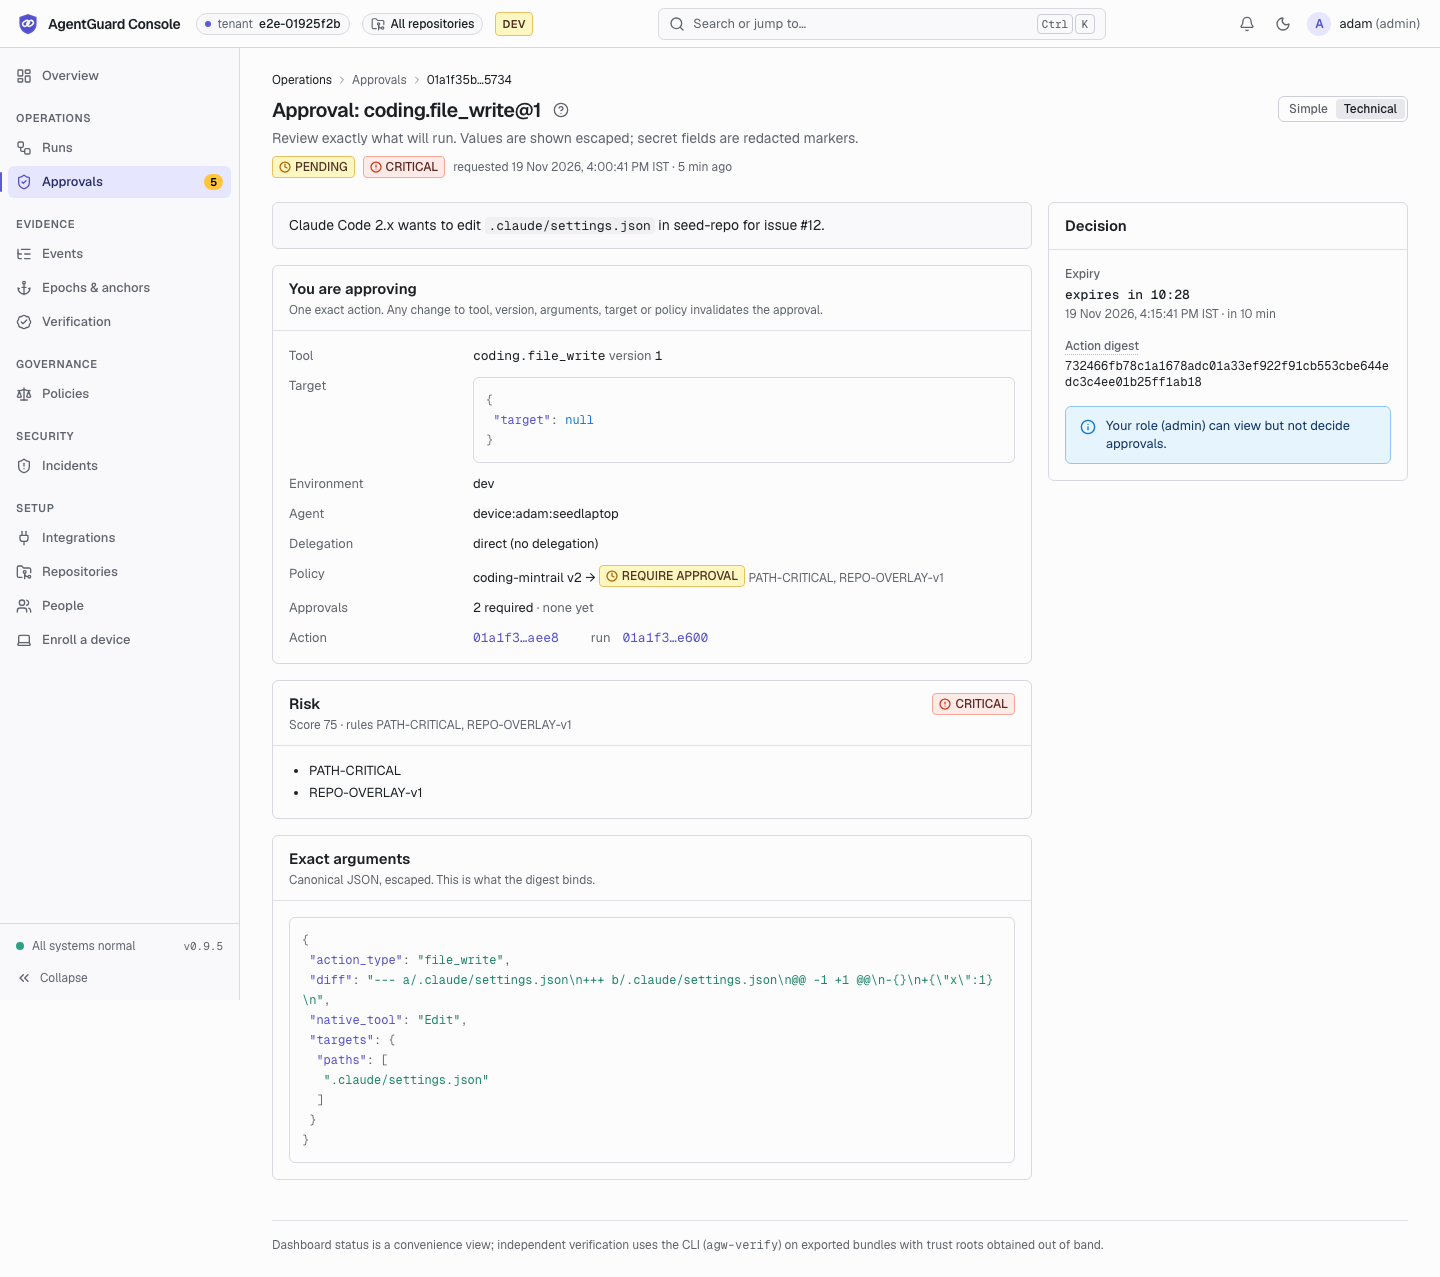 AgentGuard Console
tenant e2e-01925f2b
All repositories
DEV
Search or jump to…
Ctrl K
A
adam (admin)
Overview
OPERATIONS
Runs
Approvals 5
EVIDENCE
Events
Epochs & anchors
Verification
GOVERNANCE
Policies
SECURITY
Incidents
SETUP
Integrations
Repositories
People
Enroll a device
All systems normal v0.9.5
Collapse
Operations > Approvals > 01a1f35b…5734
Approval: coding.file_write@1
Simple Technical
Review exactly what will run. Values are shown escaped; secret fields are redacted markers.
PENDING CRITICAL requested 19 Nov 2026, 4:00:41 PM IST · 5 min ago
Claude Code 2.x wants to edit .claude/settings.json in seed-repo for issue #12.
You are approving
One exact action. Any change to tool, version, arguments, target or policy invalidates the approval.
Tool coding.file_write version 1
Target
{
"target": null
}
Environment dev
Agent device:adam:seedlaptop
Delegation direct (no delegation)
Policy coding-mintrail v2 → REQUIRE APPROVAL PATH-CRITICAL, REPO-OVERLAY-v1
Approvals 2 required · none yet
Action 01a1f3…aee8 run 01a1f3…e600
Risk
CRITICAL
Score 75 · rules PATH-CRITICAL, REPO-OVERLAY-v1
• PATH-CRITICAL
• REPO-OVERLAY-v1
Exact arguments
Canonical JSON, escaped. This is what the digest binds.
{
"action_type": "file_write",
"diff": "--- a/.claude/settings.json\n+++ b/.claude/settings.json\n@@ -1 +1 @@\n-{}\n+{\"x\":1}
\n",
"native_tool": "Edit",
"targets": {
"paths": [
".claude/settings.json"
]
}
}
Decision
Expiry
expires in 10:28
19 Nov 2026, 4:15:41 PM IST · in 10 min
Action digest
732466fb78c1a1678adc01a33ef922f91cb553cbe644e
dc3c4ee01b25ff1ab18
Your role (admin) can view but not decide
approvals.
Dashboard status is a convenience view; independent verification uses the CLI (agw-verify) on exported bundles with trust roots obtained out of band.